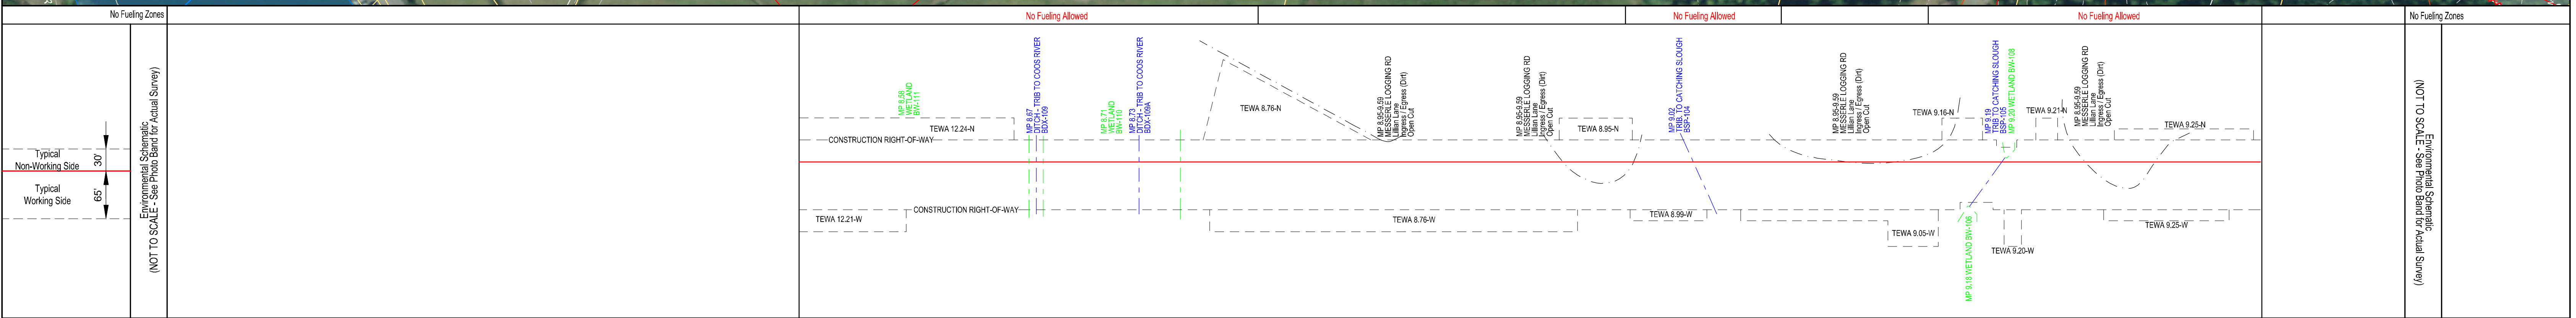 No Fueling Zones
No Fueling Allowed
No Fueling Allowed
No Fueling Allowed
No Fueling Zones
Typical
Non-Working Side
30'
Typical
Working Side
65'
Environmental Schematic
(NOT TO SCALE - See Photo Band for Actual Survey)
MP 8.58
WETLAND
BW-111
TEWA 12.24-N
CONSTRUCTION RIGHT-OF-WAY
MP 8.67
DITCH - TRIB TO COOS RIVER
BDX-109
MP 8.71
WETLAND
MP 8.73
DITCH - TRIB TO COOS RIVER
BDX-109A
TEWA 8.76-N
MP 8.95-9.59
MESSERLE LOGGING RD
Lillian Lane
Ingress / Egress (Dirt)
Open Cut
MP 8.95-9.59
MESSERLE LOGGING RD
Lillian Lane
Ingress / Egress (Dirt)
Open Cut
TEWA 8.95-N
MP 9.02
TRIB. TO CATCHING SLOUGH
BSP-104
MP 8.95-9.59
MESSERLE LOGGING RD
Lillian Lane
Ingress / Egress (Dirt)
Open Cut
TEWA 9.16-N
MP 9.19
TRIB TO CATCHING SLOUGH
BSP-105
MP 9.20 WETLAND BW-108
TEWA 9.21-N
MP 8.95-9.59
MESSERLE LOGGING RD
Lillian Lane
Ingress / Egress (Dirt)
Open Cut
TEWA 9.25-N
TEWA 12.21-W
CONSTRUCTION RIGHT-OF-WAY
TEWA 8.76-W
TEWA 8.99-W
TEWA 9.05-W
MP 9.18 WETLAND BW-106
TEWA 9.20-W
TEWA 9.25-W
Environmental Schematic
(NOT TO SCALE - See Photo Band for Actual Survey)